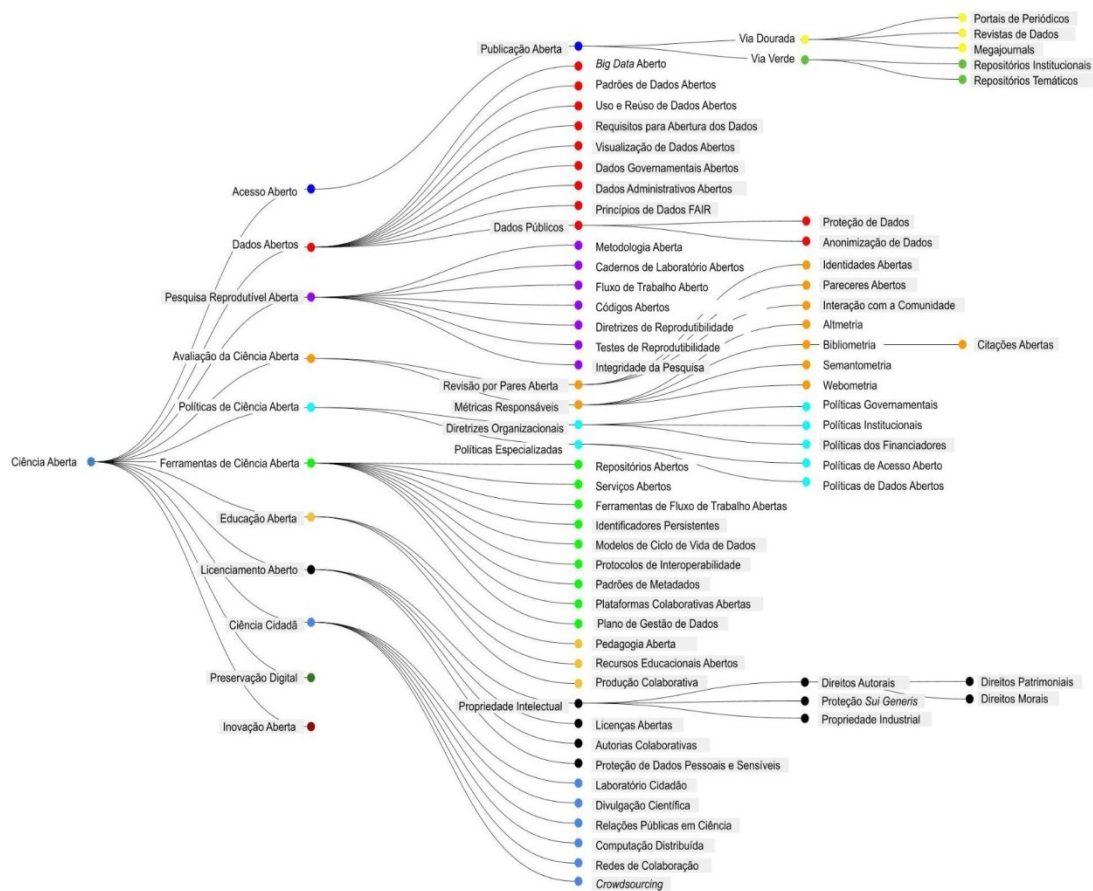 Ciência Aberta
Acesso Aberto
Publicação Aberta
Via Dourada
Portais de Periódicos
Revistas de Dados
Megajournals
Via Verde
Repositórios Institucionais
Repositórios Temáticos
Dados Abertos
Big Data Aberto
Padrões de Dados Abertos
Uso e Reúso de Dados Abertos
Requisitos para Abertura dos Dados
Visualização de Dados Abertos
Dados Governamentais Abertos
Dados Administrativos Abertos
Princípios de Dados FAIR
Dados Públicos
Proteção de Dados
Anonimização de Dados
Pesquisa Reprodutível Aberta
Metodologia Aberta
Cadernos de Laboratório Abertos
Fluxo de Trabalho Aberto
Códigos Abertos
Diretrizes de Reprodutibilidade
Testes de Reprodutibilidade
Integridade da Pesquisa
Avaliação da Ciência Aberta
Revisão por Pares Aberta
Identidades Abertas
Pareceres Abertos
Interação com a Comunidade
Métricas Responsáveis
Altmetria
Bibliometria
Citações Abertas
Semantometria
Webometria
Políticas de Ciência Aberta
Diretrizes Organizacionais
Políticas Governamentais
Políticas Institucionais
Políticas dos Financiadores
Políticas Especializadas
Políticas de Acesso Aberto
Políticas de Dados Abertos
Ferramentas de Ciência Aberta
Repositórios Abertos
Serviços Abertos
Ferramentas de Fluxo de Trabalho Abertas
Identificadores Persistentes
Modelos de Ciclo de Vida de Dados
Protocolos de Interoperabilidade
Padrões de Metadados
Plataformas Colaborativas Abertas
Plano de Gestão de Dados
Educação Aberta
Pedagogia Aberta
Recursos Educacionais Abertos
Produção Colaborativa
Licenciamento Aberto
Propriedade Intelectual
Direitos Autorais
Direitos Patrimoniais
Direitos Morais
Proteção Sui Generis
Propriedade Industrial
Licenças Abertas
Autorias Colaborativas
Proteção de Dados Pessoais e Sensíveis
Ciência Cidadã
Laboratório Cidadão
Divulgação Científica
Relações Públicas em Ciência
Computação Distribuída
Redes de Colaboração
Crowdsourcing
Preservação Digital
Inovação Aberta